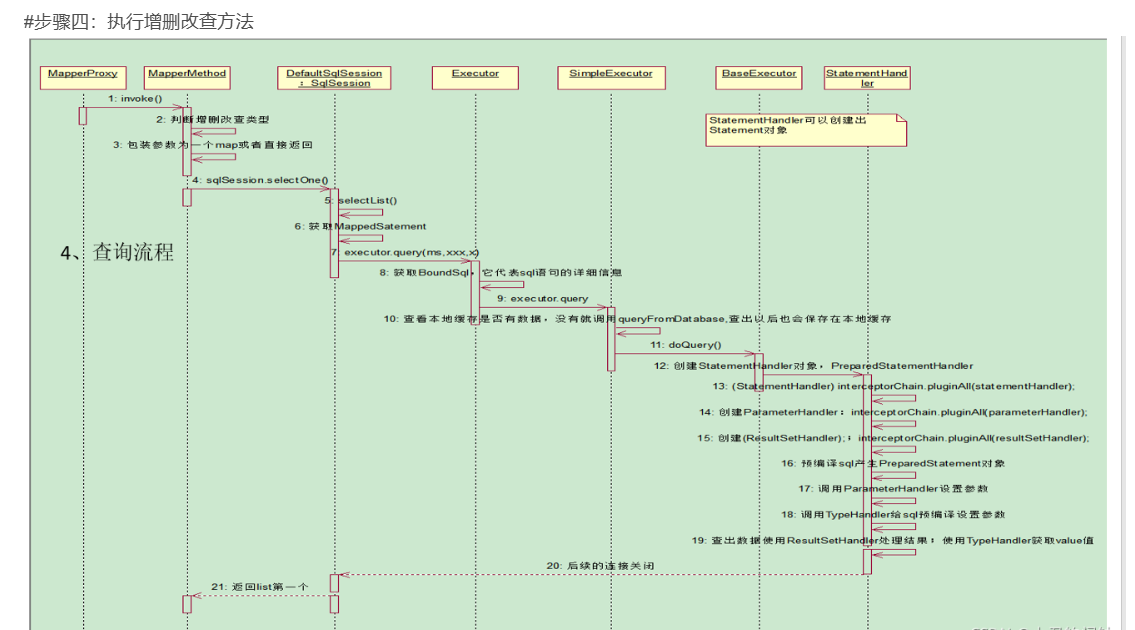 #步骤四：执行增删改查方法
MapperProxy
MapperMethod
DefaultSqlSession
: SqlSession
Executor
SimpleExecutor
BaseExecutor
StatementHand
ler
1: invoke()
StatementHandler可以创建出
Statement对象
2: 判断增删改查类型
3: 包装参数为一个map或者直接返回
4: sqlSession.selectOne()
5: selectList()
6: 获取MappedSatement
4、查询流程
7: executor.query(ms,xxx,x)
8: 获取BoundSql，它代表sql语句的详细信息
9: executor.query
10: 查看本地缓存是否有数据，没有就调用queryFromDatabase,查出以后也会保存在本地缓存
11: doQuery()
12: 创建StatementHandler对象，PreparedStatementHandler
13: (StatementHandler) interceptorChain.pluginAll(statementHandler);
14: 创建ParameterHandler：interceptorChain.pluginAll(parameterHandler);
15: 创建(ResultSetHandler);：interceptorChain.pluginAll(resultSetHandler);
16: 预编译sql产生PreparedStatement对象
17: 调用ParameterHandler设置参数
18: 调用TypeHandler给sql预编译设置参数
19: 查出数据使用ResultSetHandler处理结果：使用TypeHandler获取value值
20: 后续的连接关闭
21: 返回list第一个